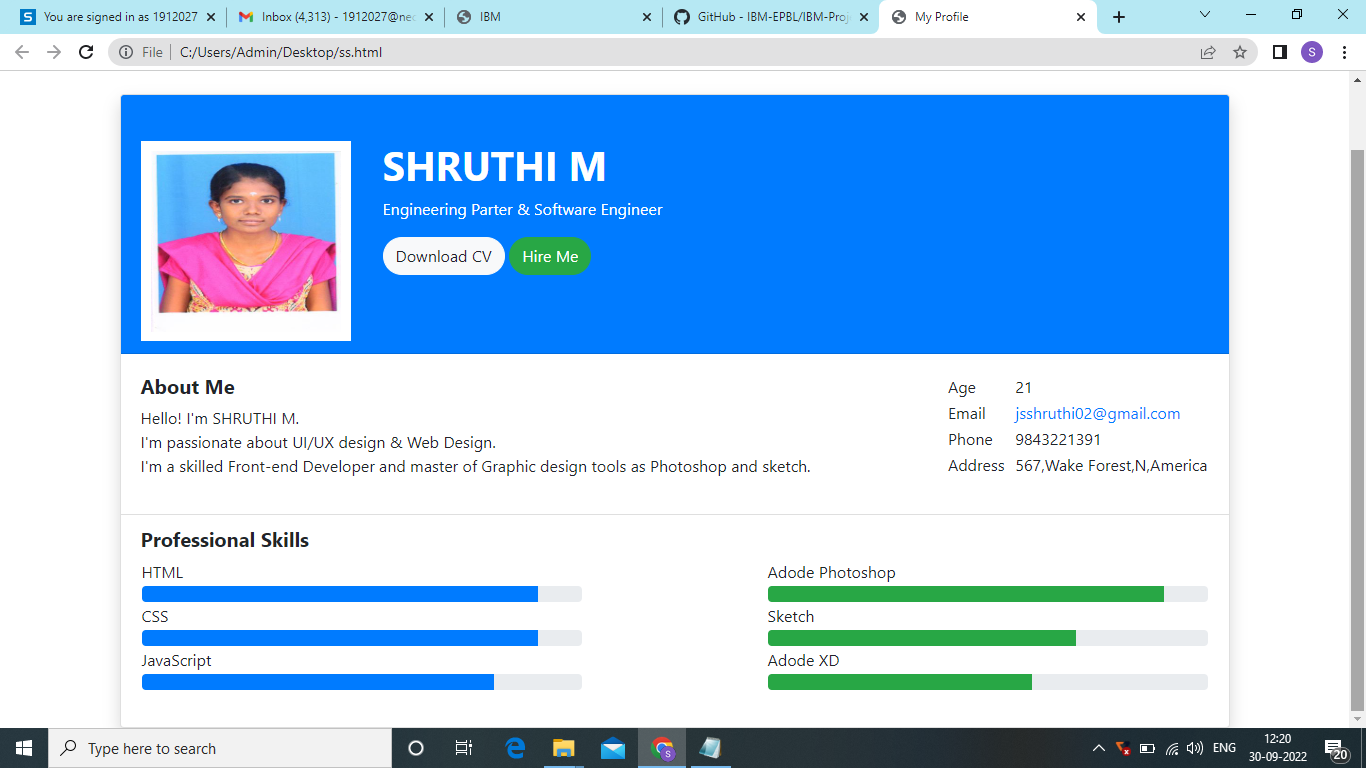 You are signed in as 1912027
Inbox (4,313) - 1912027@nec
IBM
GitHub - IBM-EPBL/IBM-Proj
My Profile
File
C:/Users/Admin/Desktop/ss.html
S
SHRUTHI M
Engineering Parter & Software Engineer
Download CV
Hire Me
About Me
Hello! I'm SHRUTHI M.
I'm passionate about UI/UX design & Web Design.
I'm a skilled Front-end Developer and master of Graphic design tools as Photoshop and sketch.
Age 21
Email jsshruthi02@gmail.com
Phone 9843221391
Address 567,Wake Forest,N,America
Professional Skills
HTML
CSS
JavaScript
Adode Photoshop
Sketch
Adode XD
Type here to search
ENG
12:20
30-09-2022
20